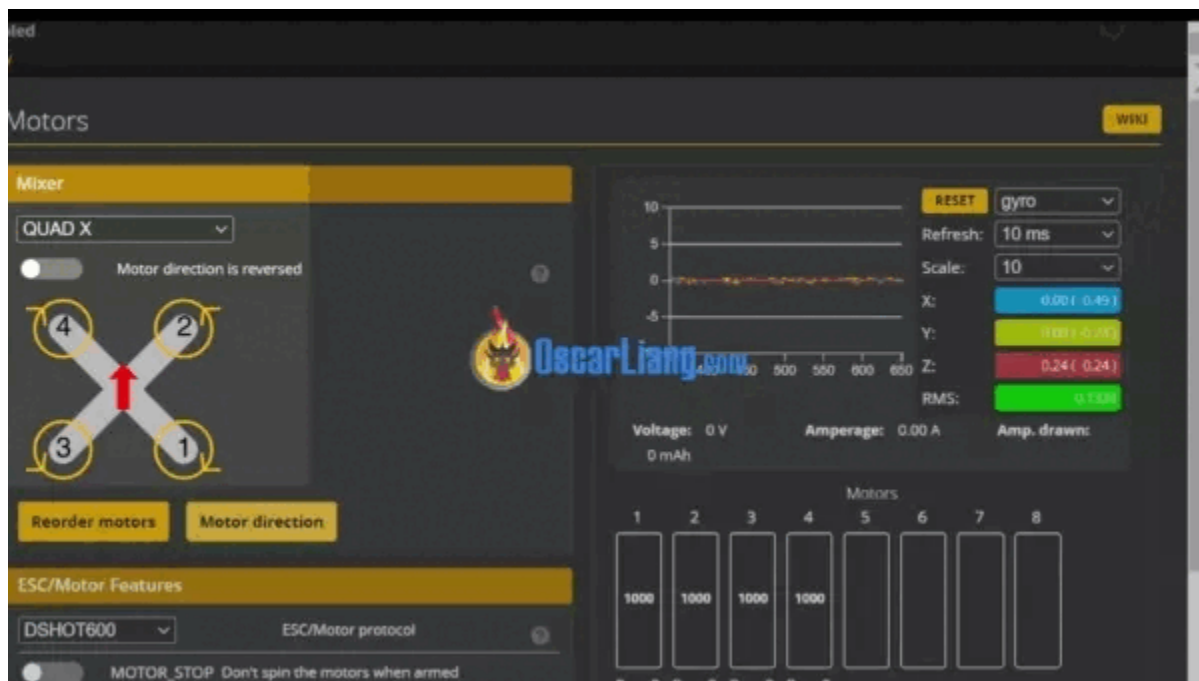 Motors
WIKI
Mixer
QUAD X
Motor direction is reversed
4
2
3
1
Reorder motors
Motor direction
ESC/Motor Features
DSHOT600
ESC/Motor protocol
MOTOR_STOP Don't spin the motors when armed
RESET
gyro
Refresh:
10 ms
Scale:
10
X:
Y:
Z:
0.24 ( 0.24)
RMS:
10
5
0
-5
500 550 600 650
OscarLiang.com
Voltage: 0 V
Amperage: 0.00 A
Amp. drawn:
0 mAh
Motors
1 2 3 4 5 6 7 8
1000 1000 1000 1000